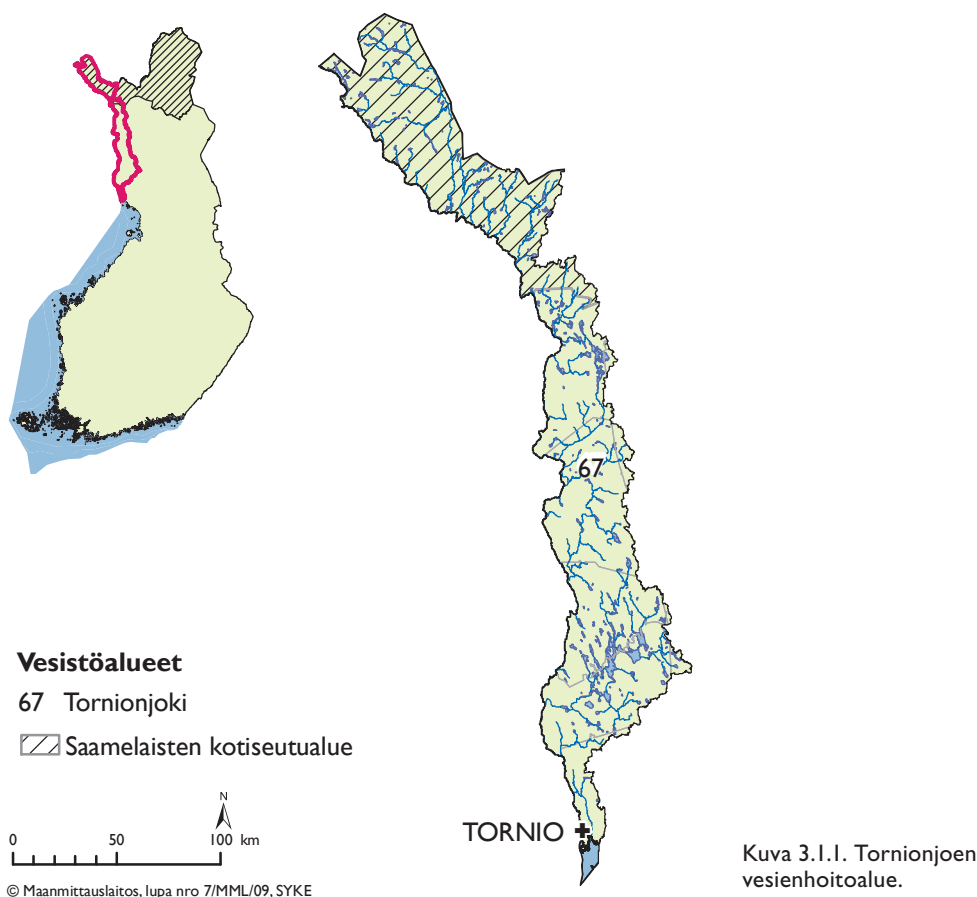 67
Vesistöalueet
67 Tornionjoki
Saamelaisten kotiseutualue
N
0 50 100 km
TORNIO
© Maanmittauslaitos, lupa nro 7/MML/09, SYKE
Kuva 3.1.1. Tornionjoen
vesienhoitoalue.